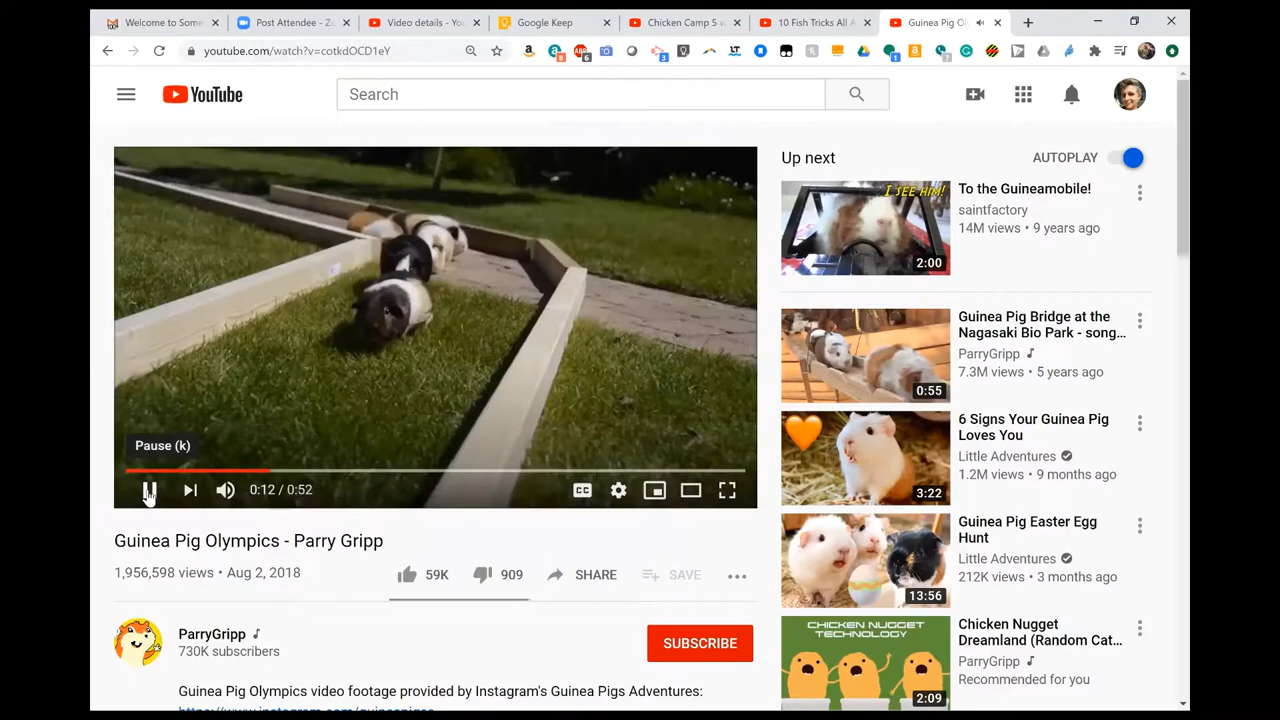 Welcome to Some
Post Attendee - Ze
Video details - You
Google Keep
Chicken Camp 5 w
10 Fish Tricks All A
Guinea Pig Ol
youtube.com/watch?v=cotkdOCD1eY
YouTube
Search
Up next
AUTOPLAY
I SEE HIM!
2:00
To the Guineamobile!
saintfactory
14M views • 9 years ago
0:55
Guinea Pig Bridge at the
Nagasaki Bio Park - song...
ParryGripp
7.3M views • 5 years ago
3:22
6 Signs Your Guinea Pig
Loves You
Little Adventures
1.2M views • 9 months ago
13:56
Guinea Pig Easter Egg
Hunt
Little Adventures
212K views • 3 months ago
CHICKEN NUGGET
TECHNOLOGY
2:09
Chicken Nugget
Dreamland (Random Cat...
ParryGripp
Recommended for you
Pause (k)
0:12 / 0:52
CC
Guinea Pig Olympics - Parry Gripp
1,956,598 views • Aug 2, 2018
59K
909
SHARE
SAVE
ParryGripp
730K subscribers
SUBSCRIBE
Guinea Pig Olympics video footage provided by Instagram's Guinea Pigs Adventures: